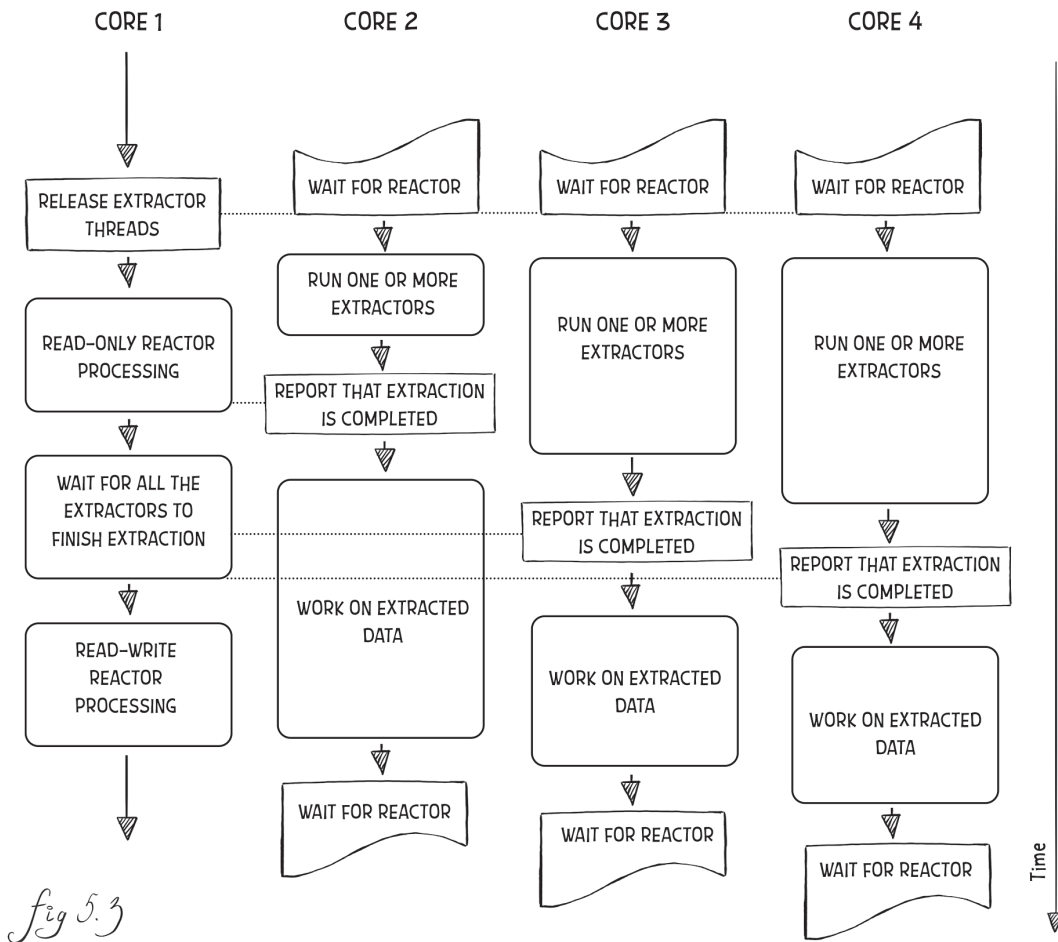 CORE 1
CORE 2
CORE 3
CORE 4
RELEASE EXTRACTOR
THREADS
READ-ONLY REACTOR
PROCESSING
WAIT FOR ALL THE
EXTRACTORS TO
FINISH EXTRACTION
READ-WRITE
REACTOR
PROCESSING
WAIT FOR REACTOR
RUN ONE OR MORE
EXTRACTORS
REPORT THAT EXTRACTION
IS COMPLETED
WORK ON EXTRACTED
DATA
WAIT FOR REACTOR
WAIT FOR REACTOR
RUN ONE OR MORE
EXTRACTORS
REPORT THAT EXTRACTION
IS COMPLETED
WORK ON EXTRACTED
DATA
WAIT FOR REACTOR
WAIT FOR REACTOR
RUN ONE OR MORE
EXTRACTORS
REPORT THAT EXTRACTION
IS COMPLETED
WORK ON EXTRACTED
DATA
WAIT FOR REACTOR
Time
fig 5.3